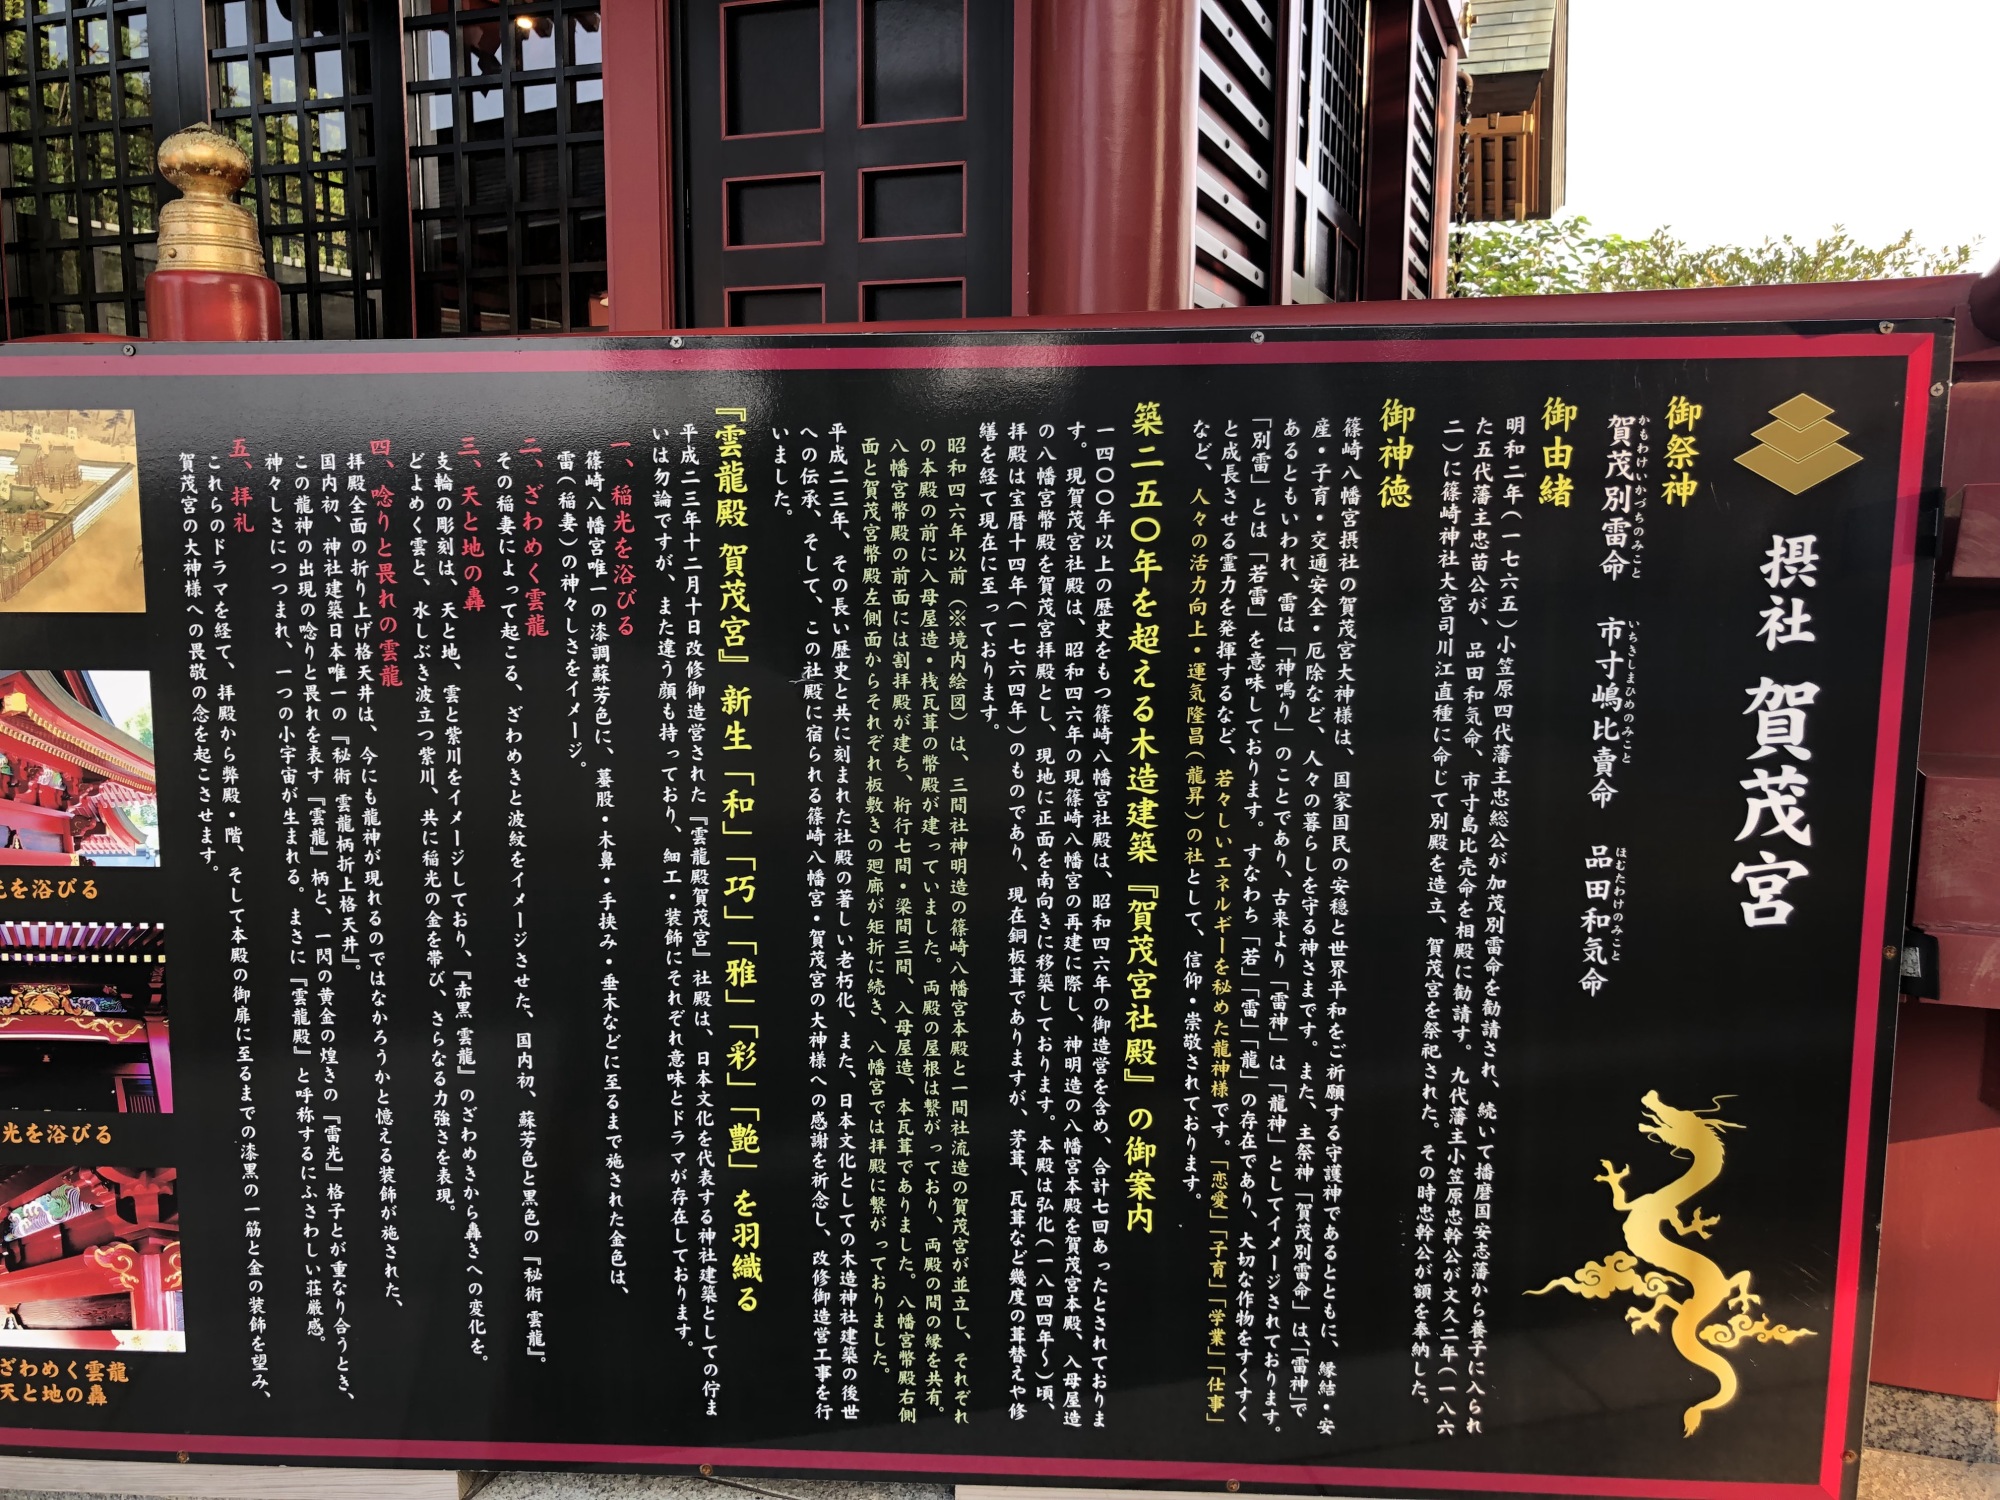 摂社 賀茂宮
御祭神
賀茂別雷命 市寸嶋比賣命 品田和気命
かもわけいかづちのみこと いちきしまひめのみこと ほむたわけのみこと
御由緒
明和二年(一七六五)小笠原四代藩主忠総公が加茂別雷命を勧請され、続いて播磨国安志藩から養子に入られ
た五代藩主忠苗公が、品田和気命、市寸島比売命を相殿に勧請す。九代藩主小笠原忠幹公が文久二年(一八六
二)に篠崎神社大宮司川江直種に命じて別殿を造立、賀茂宮を祭祀された。その時忠幹公が額を奉納した。
御神徳
篠崎八幡宮摂社の賀茂宮大神様は、国家国民の安穏と世界平和をご祈願する守護神であるとともに、縁結・安
産・子育・交通安全・厄除など、人々の暮らしを守る神さまです。また、主祭神「賀茂別雷命」は、「雷神」で
あるともいわれ、雷は「神鳴り」のことであり、古来より「雷神」は「龍神」としてイメージされております。
「別雷」とは「若雷」を意味しております。すなわち「若」「雷」「龍」の存在であり、大切な作物をすくすく
と成長させる霊力を発揮するなど、若々しいエネルギーを秘めた龍神様です。「恋愛」「子育」「学業」「仕事」
など、人々の活力向上・運気隆昌(龍昇)の社として、信仰・崇敬されております。
築二五〇年を超える木造建築『賀茂宮社殿』の御案内
一四〇〇年以上の歴史をもつ篠崎八幡宮社殿は、昭和四六年の御造営を含め、合計七回あったとされておりま
す。現賀茂宮社殿は、昭和四六年の現篠崎八幡宮の再建に際し、神明造の八幡宮本殿を賀茂宮本殿、入母屋造
の八幡宮幣殿を賀茂宮拝殿とし、現地に正面を南向きに移築しております。本殿は弘化(一八四四年〜)頃、
拝殿は宝暦十四年(一七六四年)のものであり、現在銅板葺でありますが、茅葺、瓦葺など幾度の葺替えや修
繕を経て現在に至っております。
昭和四六年以前(※境内絵図)は、三間社神明造の篠崎八幡宮本殿と一間社流造の賀茂宮が並立し、それぞれ
の本殿の前に入母屋造・桟瓦葺の幣殿が建っていました。両殿の屋根は繋がっており、両殿の間の縁を共有。
八幡宮幣殿の前面には割拝殿が建ち、桁行七間・梁間三間、入母屋造、本瓦葺でありました。八幡宮幣殿右側
面と賀茂宮幣殿左側面からそれぞれ板敷きの廻廊が矩折に続き、八幡宮では拝殿に繋がっておりました。
平成二三年、その長い歴史と共に刻まれた社殿の著しい老朽化、また、日本文化としての木造神社建築の後世
への伝承、そして、この社殿に宿られる篠崎八幡宮・賀茂宮の大神様への感謝を祈念し、改修御造営工事を行
いました。
『雲龍殿 賀茂宮』新生「和」「巧」「雅」「彩」「艶」を羽織る
平成二三年十二月十日改修御造営された『雲龍殿賀茂宮』社殿は、日本文化を代表する神社建築としての佇ま
いは勿論ですが、また違う顔も持っており、細工・装飾にそれぞれ意味とドラマが存在しております。
一、稲光を浴びる
篠崎八幡宮唯一の漆調蘇芳色に、蟇股・木鼻・手挟み・垂木などに至るまで施された金色は、
雷(稲妻)の神々しさをイメージ。
二、ざわめく雲龍
その稲妻によって起こる、ざわめきと波紋をイメージさせた、国内初、蘇芳色と黒色の『秘術 雲龍』。
三、天と地の轟
支輪の彫刻は、天と地、雲と紫川をイメージしており、『赤黒 雲龍』のざわめきから轟きへの変化を。
どよめく雲と、水しぶき波立つ紫川、共に稲光の金を帯び、さらなる力強さを表現。
四、唸りと畏れの雲龍
拝殿全面の折り上げ格天井は、今にも龍神が現れるのではなかろうかと憶える装飾が施された、
国内初、神社建築日本唯一の『秘術 雲龍柄折上格天井』。
この龍神の出現の唸りと畏れを表す『雲龍』柄と、一閃の黄金の煌きの『雷光』格子とが重なり合うとき、
神々しさにつつまれ、一つの小宇宙が生まれる。まさに『雲龍殿』と呼称するにふさわしい荘厳感。
五、拝礼
これらのドラマを経て、拝殿から弊殿・階、そして本殿の御扉に至るまでの漆黒の一筋と金の装飾を望み、
賀茂宮の大神様への畏敬の念を起こさせます。
光を浴びる
光を浴びる
ざわめく雲龍
天と地の轟